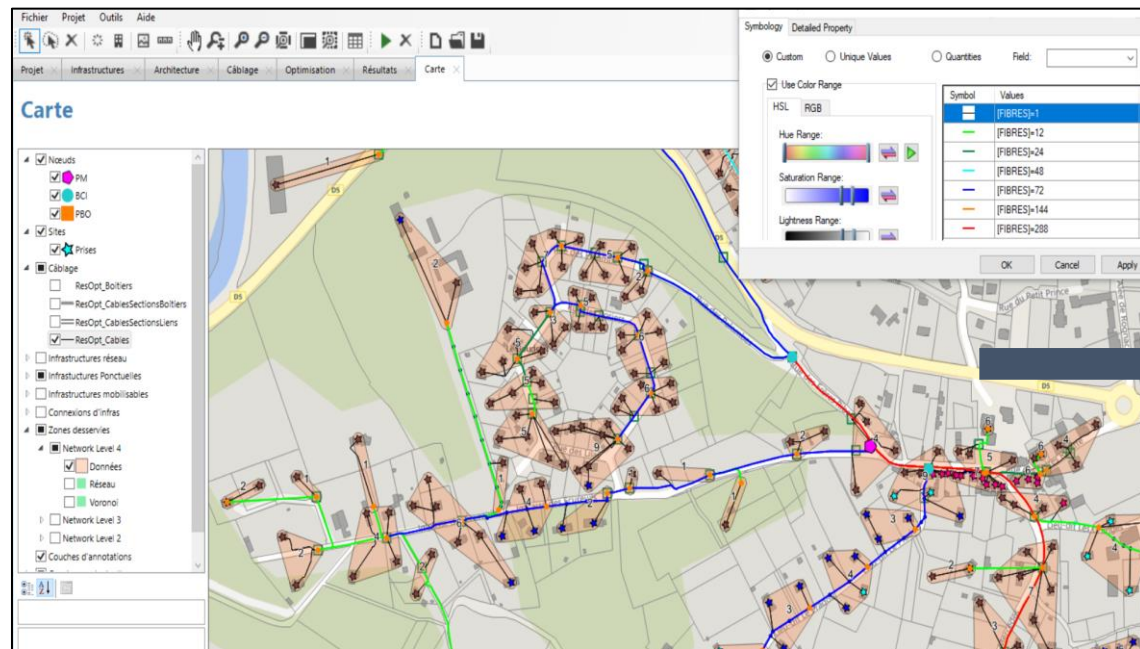 Fichier Projet Outils Aide
Projet Infrastructures Architecture Câblage Optimisation Résultats Carte
Carte
Nœuds
PM
BCI
PBO
Sites
Prises
Câblage
ResOpt_Boitiers
ResOpt_CablesSectionsBoitiers
ResOpt_CablesSectionsLiens
ResOpt_Cables
Infrastructures réseau
Infrastuctures Ponctuelles
Infrastructures mobilisables
Connexions d'infras
Zones desservies
Network Level 4
Données
Réseau
Voronoï
Network Level 3
Network Level 2
Couches d'annotations
Symbology Detailed Property
Custom Unique Values Quantities Field:
Use Color Range
HSL RGB
Hue Range:
Saturation Range:
Lightness Range:
Symbol Values
[FIBRES]=1
[FIBRES]=12
[FIBRES]=24
[FIBRES]=48
[FIBRES]=72
[FIBRES]=144
[FIBRES]=288
OK Cancel Apply
D5
D5
D5
D5
Rue du Petit Prince